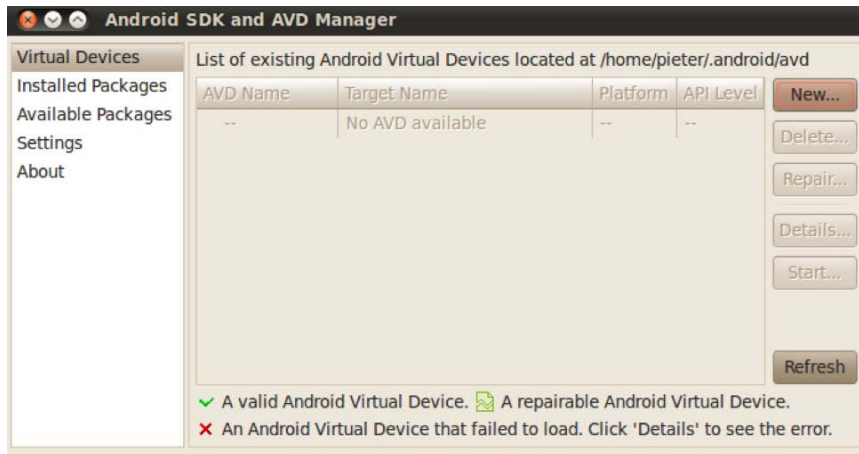 Android SDK and AVD Manager
Virtual Devices
Installed Packages
Available Packages
Settings
About
List of existing Android Virtual Devices located at /home/pieter/.android/avd
AVD Name Target Name Platform API Level
-- No AVD available -- --
New...
Delete...
Repair...
Details...
Start...
Refresh
A valid Android Virtual Device. A repairable Android Virtual Device.
An Android Virtual Device that failed to load. Click 'Details' to see the error.